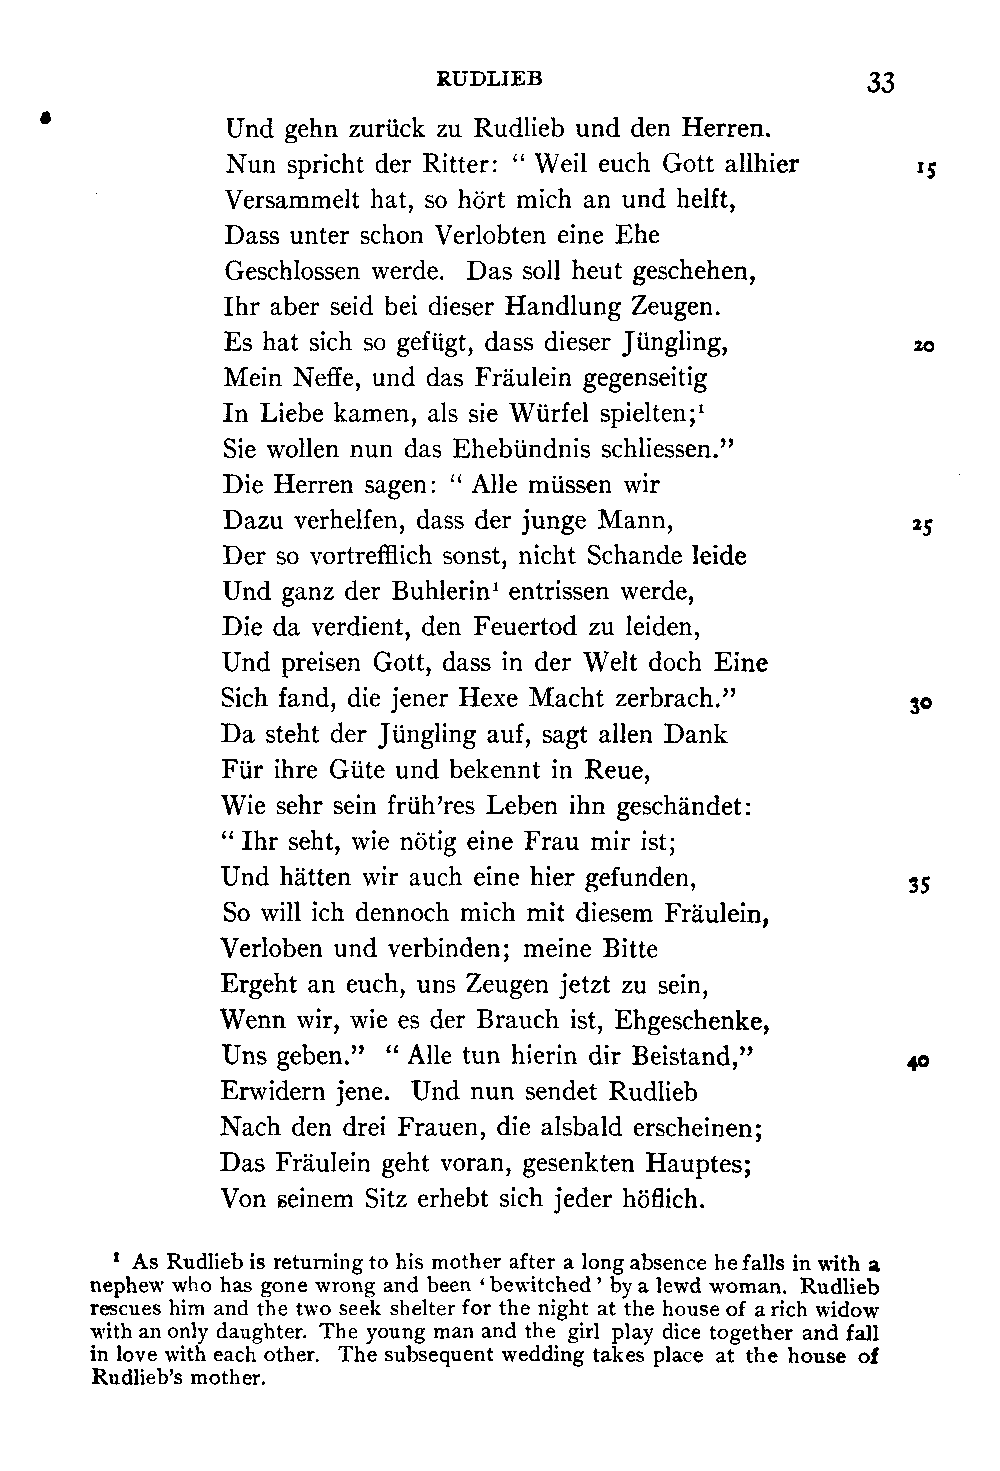 RUDLIEB 33
Und gehn zurück zu Rudlieb und den Herren.
Nun spricht der Ritter: “ Weil euch Gott allhier 15
Versammelt hat, so hört mich an und helft,
Dass unter schon Verlobten eine Ehe
Geschlossen werde. Das soll heut geschehen,
Ihr aber seid bei dieser Handlung Zeugen.
Es hat sich so gefügt, dass dieser Jüngling, 20
Mein Neffe, und das Fräulein gegenseitig
In Liebe kamen, als sie Würfel spielten;¹
Sie wollen nun das Ehebündnis schliessen.”
Die Herren sagen: “ Alle müssen wir
Dazu verhelfen, dass der junge Mann, 25
Der so vortrefflich sonst, nicht Schande leide
Und ganz der Buhlerin¹ entrissen werde,
Die da verdient, den Feuertod zu leiden,
Und preisen Gott, dass in der Welt doch Eine
Sich fand, die jener Hexe Macht zerbrach.” 30
Da steht der Jüngling auf, sagt allen Dank
Für ihre Güte und bekennt in Reue,
Wie sehr sein früh’res Leben ihn geschändet:
“ Ihr seht, wie nötig eine Frau mir ist;
Und hätten wir auch eine hier gefunden, 35
So will ich dennoch mich mit diesem Fräulein,
Verloben und verbinden; meine Bitte
Ergeht an euch, uns Zeugen jetzt zu sein,
Wenn wir, wie es der Brauch ist, Ehgeschenke,
Uns geben.” “ Alle tun hierin dir Beistand,” 40
Erwidern jene. Und nun sendet Rudlieb
Nach den drei Frauen, die alsbald erscheinen;
Das Fräulein geht voran, gesenkten Hauptes;
Von seinem Sitz erhebt sich jeder höflich.
¹ As Rudlieb is returning to his mother after a long absence he falls in with a
nephew who has gone wrong and been ‘bewitched’ by a lewd woman. Rudlieb
rescues him and the two seek shelter for the night at the house of a rich widow
with an only daughter. The young man and the girl play dice together and fall
in love with each other. The subsequent wedding takes place at the house of
Rudlieb’s mother.